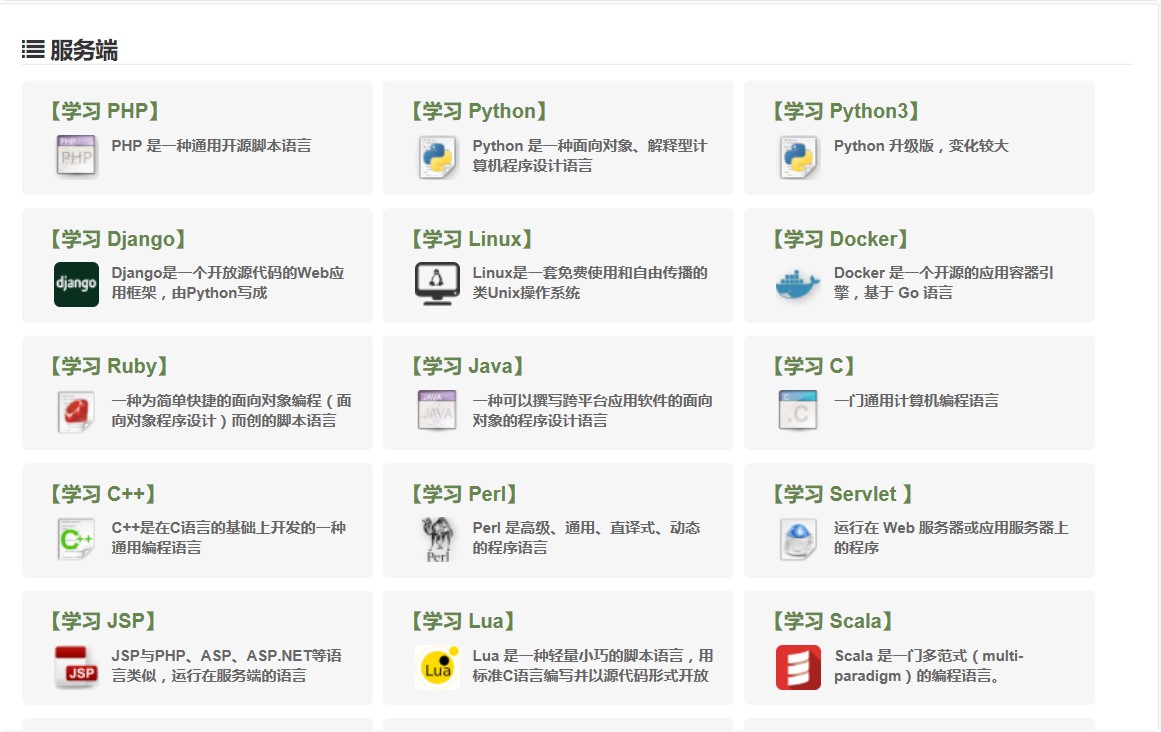 服务端
【学习 PHP】
PHP
PHP
PHP 是一种通用开源脚本语言
【学习 Python】
Python 是一种面向对象、解释型计
算机程序设计语言
【学习 Python3】
Python 升级版，变化较大
【学习 Django】
django
Django是一个开放源代码的Web应
用框架，由Python写成
【学习 Linux】
Linux是一套免费使用和自由传播的
类Unix操作系统
【学习 Docker】
Docker 是一个开源的应用容器引
擎，基于 Go 语言
【学习 Ruby】
一种为简单快捷的面向对象编程（面
向对象程序设计）而创的脚本语言
【学习 Java】
JAVA
JAVA
一种可以撰写跨平台应用软件的面向
对象的程序设计语言
【学习 C】
C
.C
一门通用计算机编程语言
【学习 C++】
C++
C++是在C语言的基础上开发的一种
通用编程语言
【学习 Perl】
Perl
Perl 是高级、通用、直译式、动态
的程序语言
【学习 Servlet 】
运行在 Web 服务器或应用服务器上
的程序
【学习 JSP】
JSP
JSP与PHP、ASP、ASP.NET等语
言类似，运行在服务端的语言
【学习 Lua】
Lua
Lua 是一种轻量小巧的脚本语言，用
标准C语言编写并以源代码形式开放
【学习 Scala】
Scala 是一门多范式（multi-
paradigm）的编程语言。